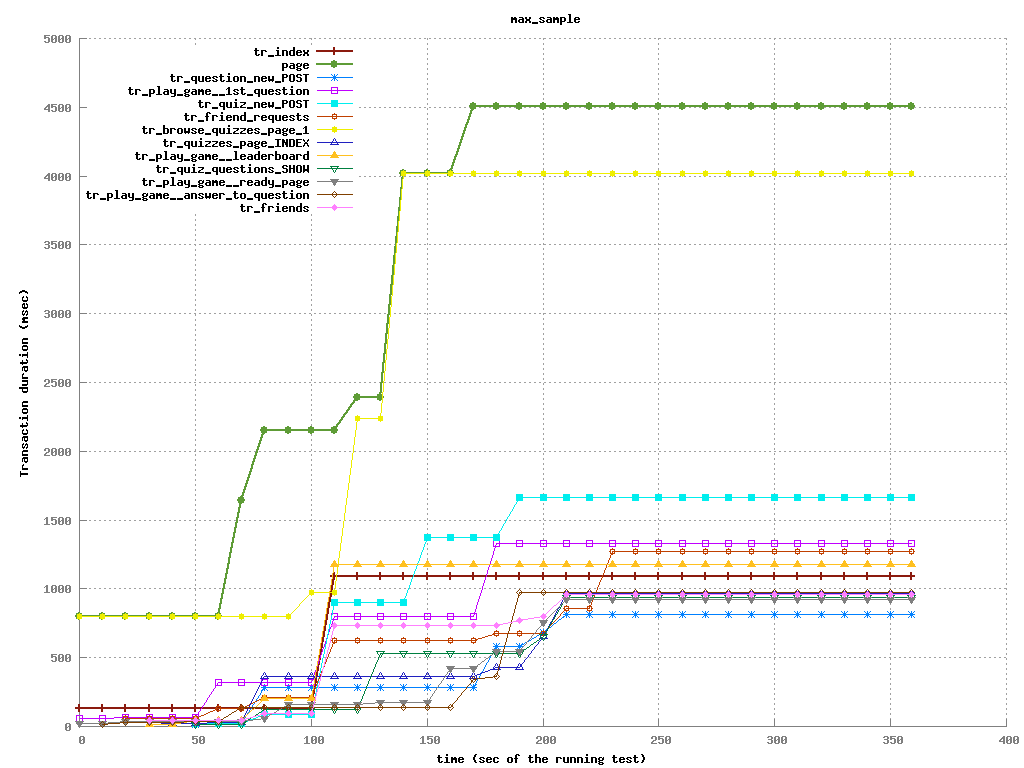 max_sample
5000
4500
4000
3500
3000
2500
2000
1500
1000
500
0
Transaction duration (msec)
tr_index
page
tr_question_new_POST
tr_play_game__1st_question
tr_quiz_new_POST
tr_friend_requests
tr_browse_quizzes_page_1
tr_quizzes_page_INDEX
tr_play_game__leaderboard
tr_quiz_questions_SHOW
tr_play_game__ready_page
tr_play_game__answer_to_question
tr_friends
0 50 100 150 200 250 300 350 400
time (sec of the running test)